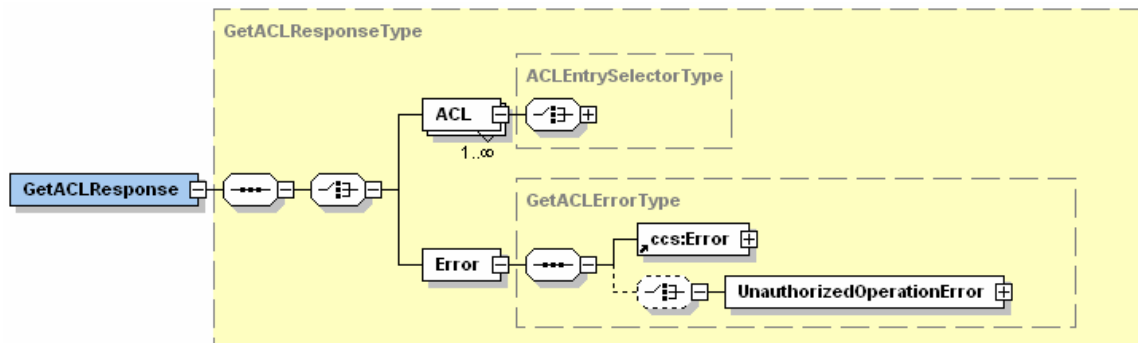 GetACLResponseType
ACLEntrySelectorType
ACL
1..∞
GetACLResponse
GetACLErrorType
ccs:Error
Error
UnauthorizedOperationError